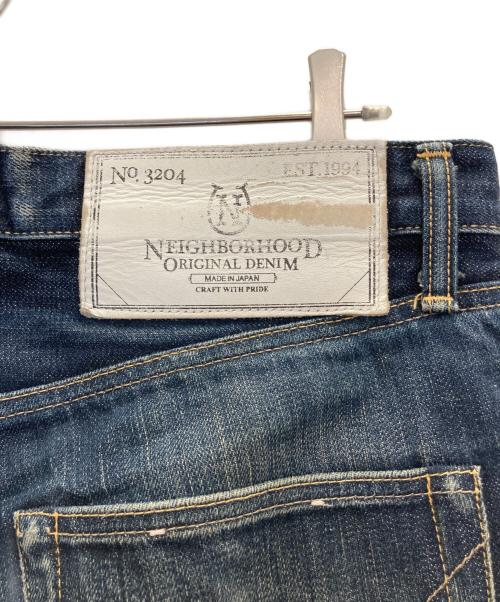 No. 3204
EST. 1994
N
NEIGHBORHOOD
ORIGINAL DENIM
MADE IN JAPAN
CRAFT WITH PRIDE